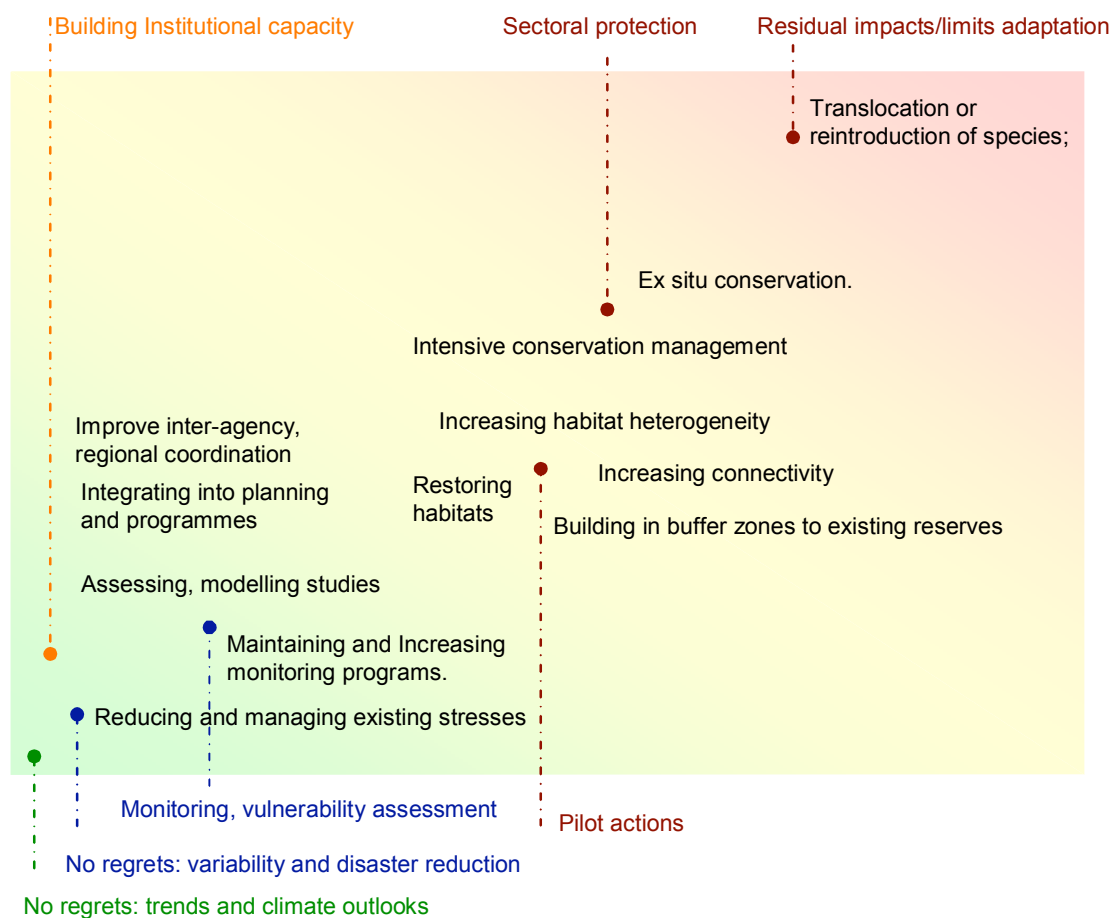 Building Institutional capacity
Sectoral protection
Residual impacts/limits adaptation
Translocation or
reintroduction of species;
Ex situ conservation.
Intensive conservation management
Increasing habitat heterogeneity
Improve inter-agency,
regional coordination
Increasing connectivity
Integrating into planning
and programmes
Restoring
habitats
Building in buffer zones to existing reserves
Assessing, modelling studies
Maintaining and Increasing
monitoring programs.
Reducing and managing existing stresses
Monitoring, vulnerability assessment
Pilot actions
No regrets: variability and disaster reduction
No regrets: trends and climate outlooks